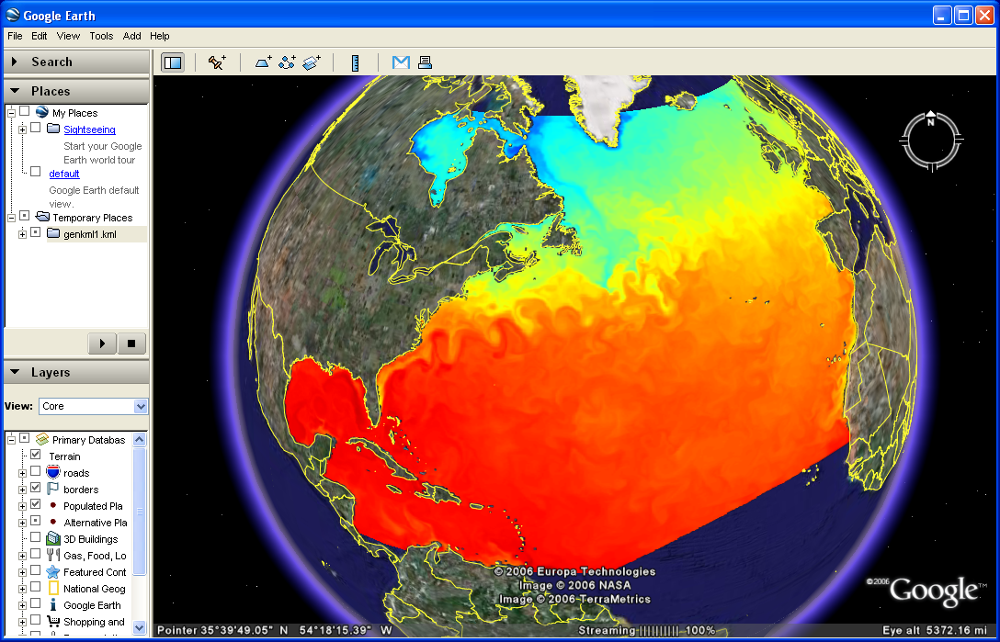 Google Earth
File Edit View Tools Add Help
Search
Places
My Places
Sightseeing
Start your Google
Earth world tour
default
Google Earth default
view.
Temporary Places
genkml1.kml
Layers
View: Core
Primary Databas
Terrain
roads
borders
Populated Pla
Alternative Pla
3D Buildings
Gas, Food, Lo
Featured Cont
National Geog
Google Earth
Shopping and
N
© 2006 Europa Technologies
Image © 2006 NASA
Image © 2006 TerraMetrics
©2006 Google™
Pointer 35°39'49.05" N 54°18'15.39" W Streaming |||||||||| 100% Eye alt 5372.16 mi